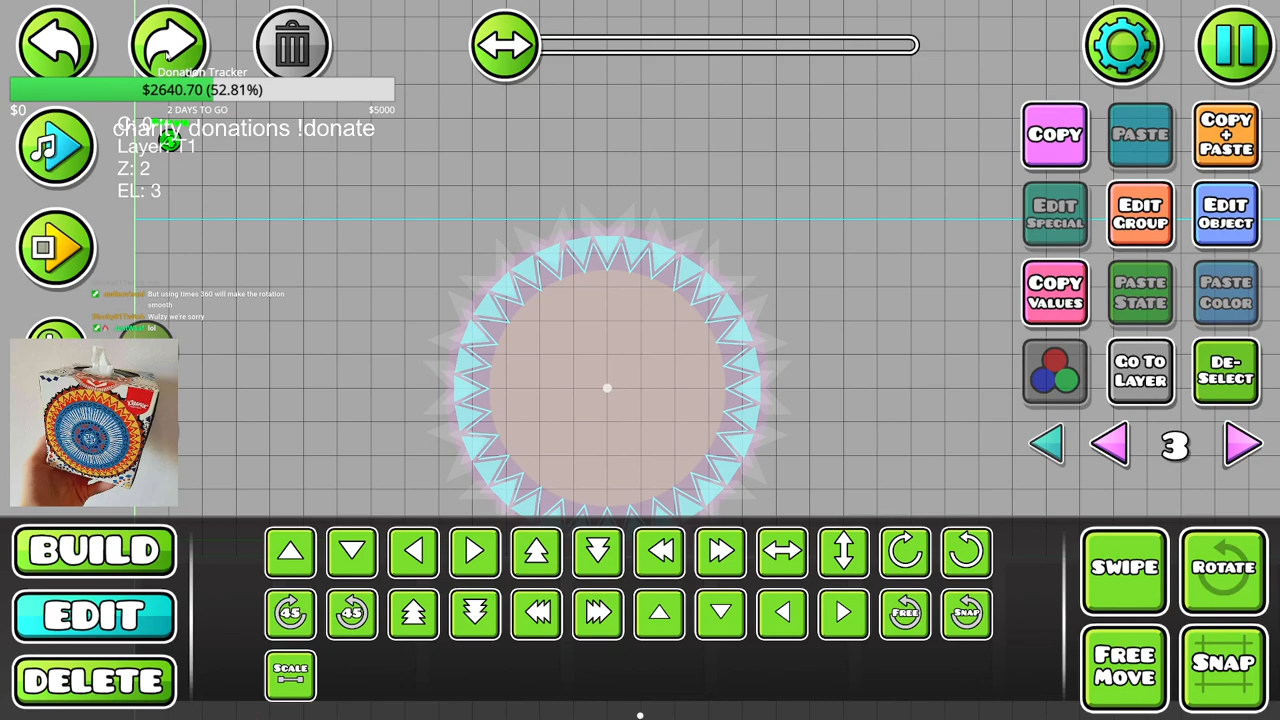 Donation Tracker
$2640.70 (52.81%)
$0
2 DAYS TO GO
$5000
charity donations !donate
Layer: T1
Z: 2
EL: 3
But using times 360 will make the rotation
smooth
Wulzy we're sorry
lol
COPY
PASTE
COPY
+
PASTE
EDIT
SPECIAL
EDIT
GROUP
EDIT
OBJECT
COPY
VALUES
PASTE
STATE
PASTE
COLOR
GO TO
LAYER
DE-
SELECT
3
BUILD
EDIT
DELETE
45
45
FREE
SNAP
SCALE
SWIPE
ROTATE
FREE
MOVE
SNAP